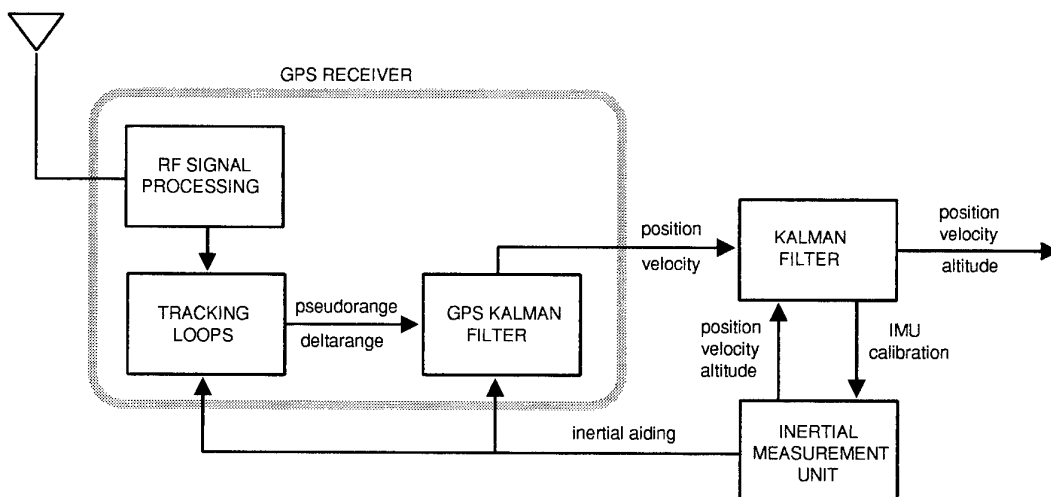 GPS RECEIVER
RF SIGNAL
PROCESSING
TRACKING
LOOPS
pseudorange
deltarange
GPS KALMAN
FILTER
position
velocity
KALMAN
FILTER
position
velocity
altitude
position
velocity
altitude
IMU
calibration
inertial aiding
INERTIAL
MEASUREMENT
UNIT